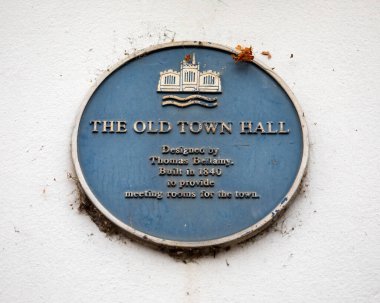 THE OLD TOWN HALL
Designed by
Thomas Bellamy.
Built in 1840
to provide
meeting rooms for the town.